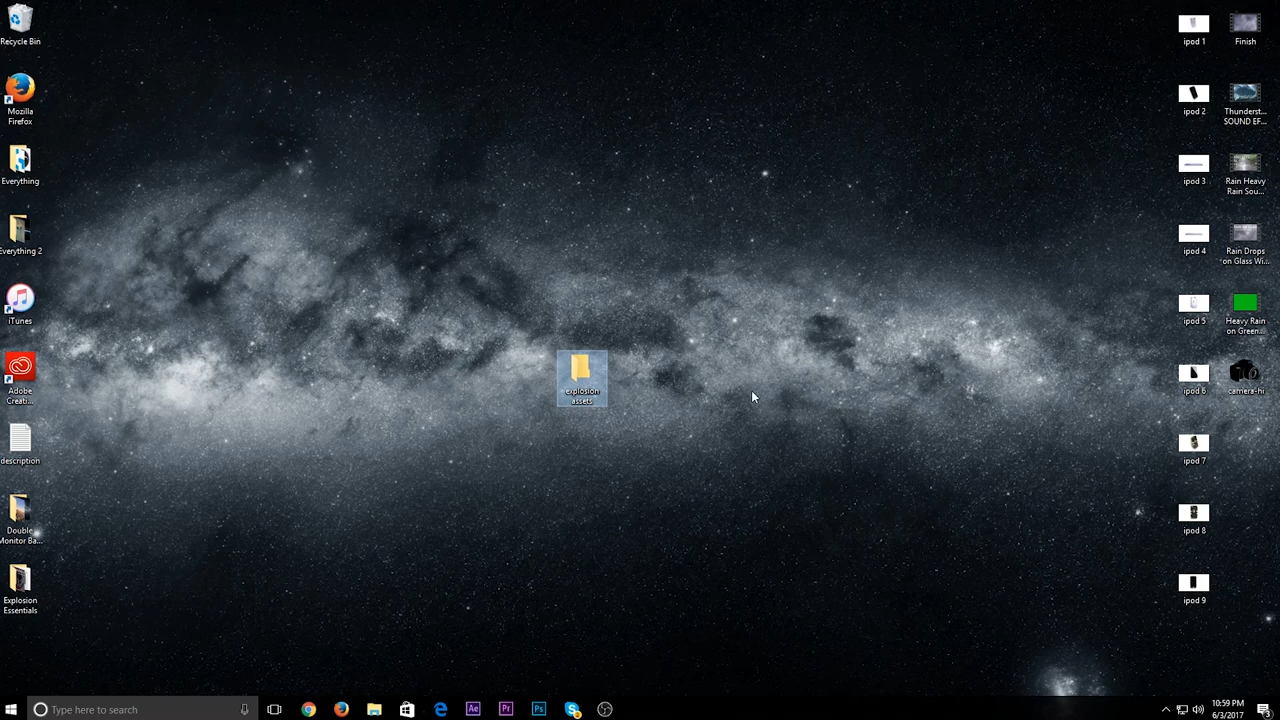 Recycle Bin
Mozilla
Firefox
Everything
Everything 2
iTunes
Adobe
Creati...
description
Double
Monitor Ba...
Explosion
Essentials
explosion
assets
ipod 1
ipod 2
ipod 3
ipod 4
ipod 5
ipod 6
ipod 7
ipod 8
ipod 9
Finish
Thunderst...
SOUND EF...
Rain Heavy
Rain Sou...
Rain Drops
on Glass Wi...
Heavy Rain
on Green...
camera-hi
Type here to search
Ae
Pr
Ps
10:59 PM
6/3/2017